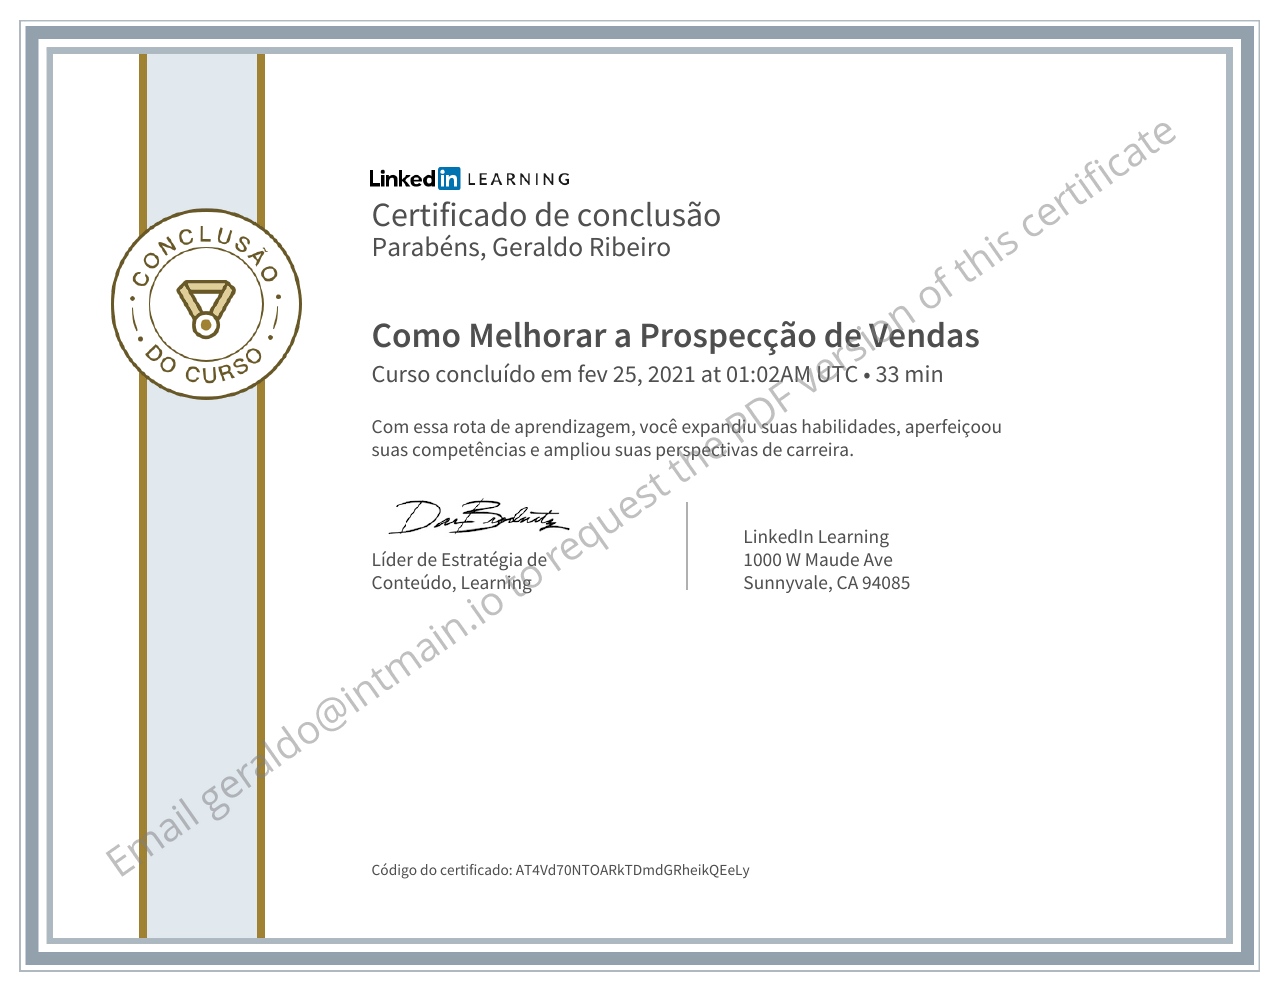 LinkedIn LEARNING
Certificado de conclusão
Parabéns, Geraldo Ribeiro
CONCLUSÃO
DO CURSO
Como Melhorar a Prospecção de Vendas
Curso concluído em fev 25, 2021 at 01:02AM UTC • 33 min
Com essa rota de aprendizagem, você expandiu suas habilidades, aperfeiçoou
suas competências e ampliou suas perspectivas de carreira.
Dan Brodnitz
Líder de Estratégia de
Conteúdo, Learning
LinkedIn Learning
1000 W Maude Ave
Sunnyvale, CA 94085
Código do certificado: AT4Vd70NTOARkTDmdGRheikQEeLy
Email geraldo@intmain.io to request the PDF version of this certificate